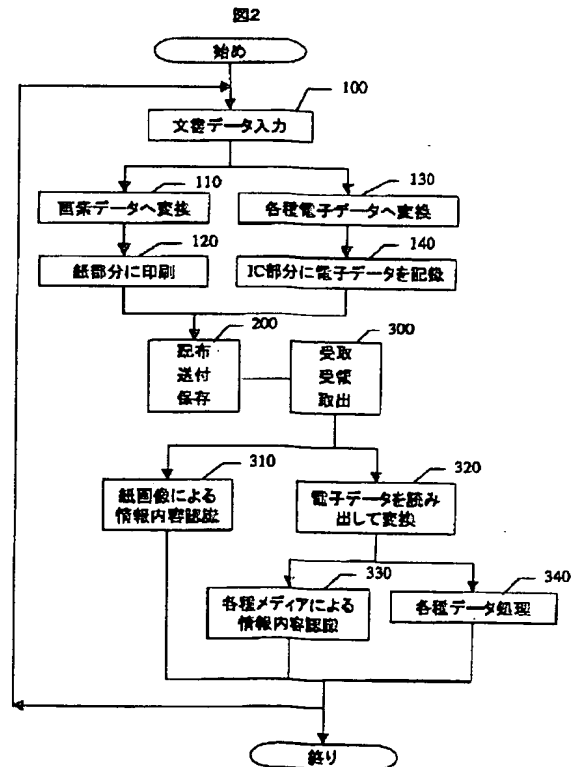 図2
始め
100
文書データ入力
110
130
画素データへ変換
各種電子データへ変換
120
140
紙部分に印刷
IC部分に電子データを記録
200
300
配布
送付
保存
受取
受領
取出
310
320
紙画像による
情報内容認識
電子データを読み
出して変換
330
340
各種メディアによる
情報内容認識
各種データ処理
終り